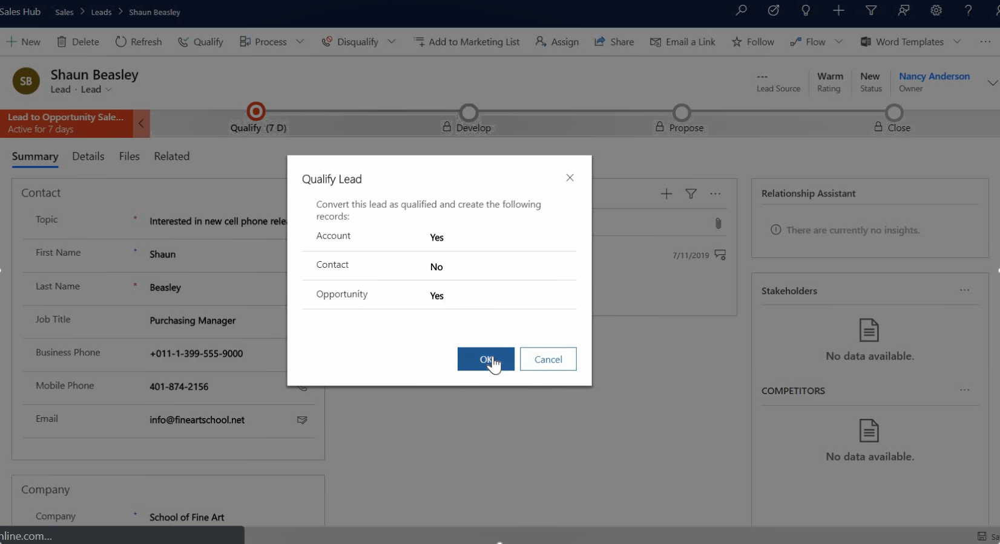 Sales Hub Sales > Leads > Shaun Beasley
New Delete Refresh Qualify Process Disqualify Add to Marketing List Assign Share Email a Link Follow Flow Word Templates ...
SB
Shaun Beasley
Lead · Lead
---
Lead Source
Warm
Rating
New
Status
Nancy Anderson
Owner
Lead to Opportunity Sale...
Active for 7 days
Qualify (7 D)
Develop
Propose
Close
Summary Details Files Related
Contact
Topic * Interested in new cell phone rele
First Name + Shaun
Last Name * Beasley
Job Title Purchasing Manager
Business Phone +011-1-399-555-9000
Mobile Phone 401-874-2156
Email info@fineartschool.net
Company
Company + School of Fine Art
Qualify Lead
Convert this lead as qualified and create the following
records:
Account Yes
Contact No
Opportunity Yes
OK Cancel
7/11/2019
Relationship Assistant
There are currently no insights.
Stakeholders
No data available.
COMPETITORS
No data available.
nline.com...
Sa